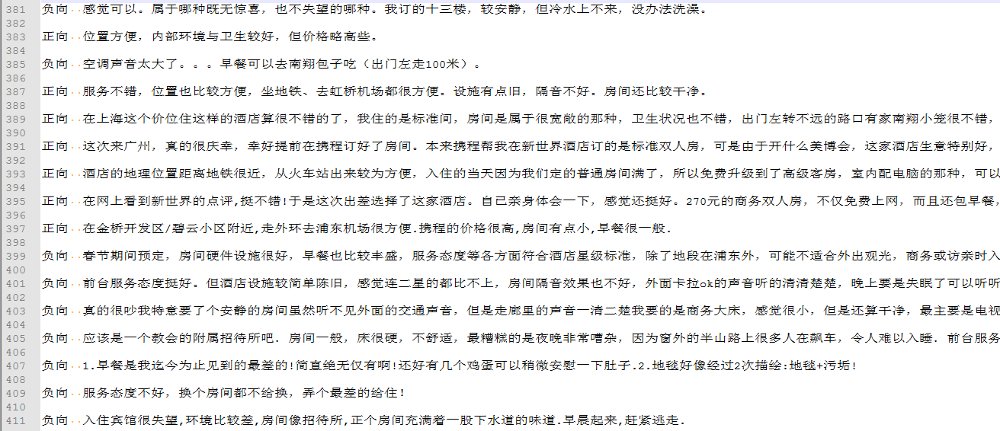 381 负向 感觉可以。属于哪种既无惊喜，也不失望的哪种。我订的十三楼，较安静，但冷水上不来，没办法洗澡。
382
383 正向 位置方便，内部环境与卫生较好，但价格略高些。
384
385 负向 空调声音太大了。。。早餐可以去南翔包子吃（出门左走100米）。
386
387 正向 服务不错，位置也比较方便，坐地铁、去虹桥机场都很方便。设施有点旧，隔音不好。房间还比较干净。
388
389 正向 在上海这个价位住这样的酒店算很不错的了，我住的是标准间，房间是属于很宽敞的那种，卫生状况也不错，出门左转不远的路口有家南翔小笼很不错，
390
391 正向 这次来广州，真的很庆幸，幸好提前在携程订好了房间。本来携程帮我在新世界酒店订的是标准双人房，可是由于开什么美博会，这家酒店生意特别好，
392
393 正向 酒店的地理位置距离地铁很近，从火车站出来较为方便，入住的当天因为我们定的普通房间满了，所以免费升级到了高级客房，室内配电脑的那种，可以
394
395 正向 在网上看到新世界的点评,挺不错!于是这次出差选择了这家酒店。自已亲身体会一下，感觉还挺好。270元的商务双人房，不仅免费上网，而且还包早餐，
396
397 正向 在金桥开发区/碧云小区附近,走外环去浦东机场很方便.携程的价格很高,房间有点小,早餐很一般.
398
399 负向 春节期间预定，房间硬件设施很好，早餐也比较丰盛，服务态度等各方面符合酒店星级标准，除了地段在浦东外，可能不适合外出观光，商务或访亲时入
400
401 负向 前台服务态度挺好。但酒店设施较简单陈旧，感觉连二星的都比不上，房间隔音效果也不好，外面卡拉ok的声音听的清清楚楚，晚上要是失眠了可以听听
402
403 负向 真的很吵我特意要了个安静的房间虽然听不见外面的交通声音，但是走廊里的声音一清二楚我要的是商务大床，感觉很小，但是还算干净，最主要是电视
404
405 负向 应该是一个教会的附属招待所吧. 房间一般，床很硬，不舒适，最糟糕的是夜晚非常嘈杂，因为窗外的半山路上很多人在飙车，令人难以入睡. 前台服务
406
407 负向 1.早餐是我迄今为止见到的最差的!简直绝无仅有啊!还好有几个鸡蛋可以稍微安慰一下肚子.2.地毯好像经过2次描绘:地毯+污垢!
408
409 负向 服务态度不好，换个房间都不给换，弄个最差的给住!
410
411 负向 入住宾馆很失望,环境比较差,房间像招待所,正个房间充满着一股下水道的味道.早晨起来,赶紧逃走.